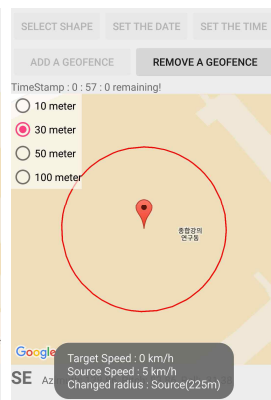 SELECT SHAPE SET THE DATE SET THE TIME
ADD A GEOFENCE REMOVE A GEOFENCE
TimeStamp : 0 : 57 : 0 remaining!
10 meter
30 meter
50 meter
100 meter
종합강의
연구동
Google
Target Speed : 0 km/h
Source Speed : 5 km/h
Changed radius : Source(225m)
SE